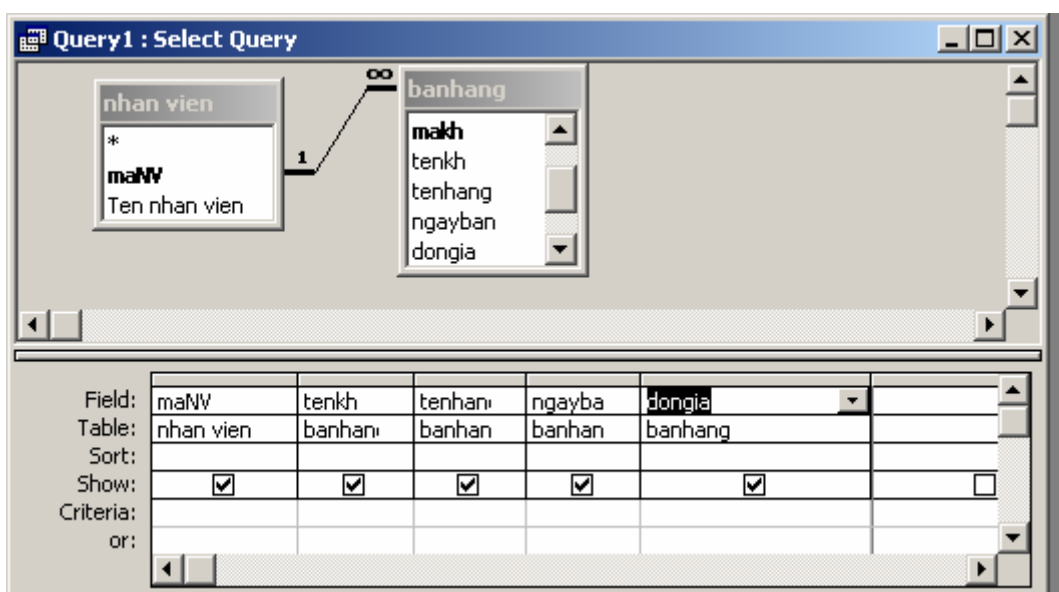 Query1 : Select Query
nhan vien
*
maNV
Ten nhan vien
1
∞
banhang
makh
tenkh
tenhang
ngayban
dongia
Field: maNV tenkh tenhan ngayba dongia
Table: nhan vien banhan banhan banhan banhang
Sort:
Show:
Criteria:
or: